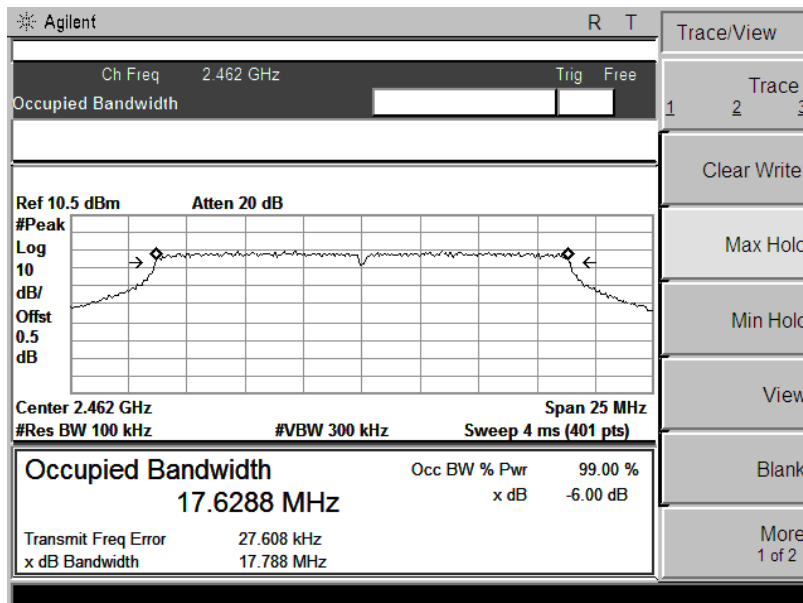 Agilent R T
Trace/View
Ch Freq 2.462 GHz Trig Free
Occupied Bandwidth
Trace
1 2 3
Clear Write
Ref 10.5 dBm Atten 20 dB
#Peak
Log
10
dB/
Offst
0.5
dB
Max Hold
Min Hold
View
Center 2.462 GHz Span 25 MHz
#Res BW 100 kHz #VBW 300 kHz Sweep 4 ms (401 pts)
Occupied Bandwidth Occ BW % Pwr 99.00 %
17.6288 MHz x dB -6.00 dB
Transmit Freq Error 27.608 kHz
x dB Bandwidth 17.788 MHz
Blank
More
1 of 2